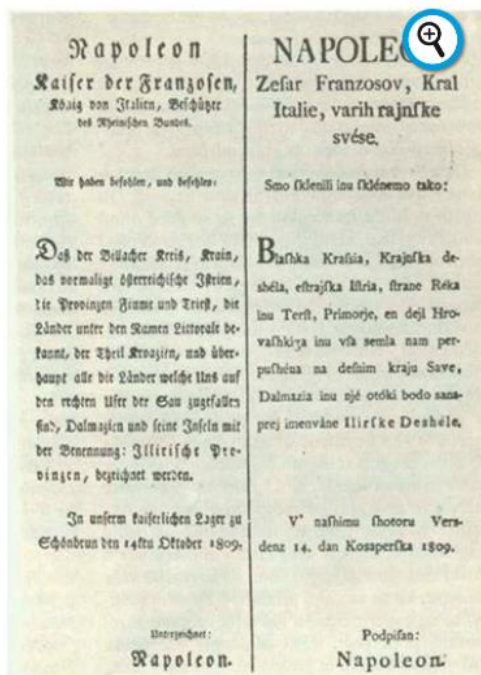 Napoleon
Kaiser der Franzosen,
König von Italien, Beschützer
des Rheinischen Bundes.
Wir haben befohlen, und befehlen:
Daß der Villacher Kreis, Krain,
das vormalige österreichische Istrien,
die Provinzen Fiume und Triest, die
Länder unter den Namen Littorale be-
kannt, der Theil Kroazien, und über-
haupt alle die Länder welche Uns auf
den rechten Ufer der Sau zugefallen
sind, Dalmazien und seine Inseln mit
der Benennung: Illirische Pro-
vinzen, bezeichnet werden.
In unserm kaiserlichen Lager zu
Schönbrun den 14ten Oktober 1809.
Unterzeichnet:
Napoleon.
NAPOLEO
Zeſar Franzosov, Kral
Italie, varih rajnſke
svése.
Smo ſklenili inu ſklénemo tako:
Blaſhka Kraſsia, Krajnſka de-
shéla, eſtrajſka Iſtria, ſtrane Réka
inu Terſt, Primorje, en dejl Hro-
vaſhkiga inu vſa semla nam per-
puſhéna na deſnim kraju Save,
Dalmazia inu njé otóki bodo sana-
prej imenváne Ilirſke Deshéle.
V' naſhimu ſhotoru Vers-
denz 14. dan Kosaperſka 1809.
Podpiſan:
Napoleon.